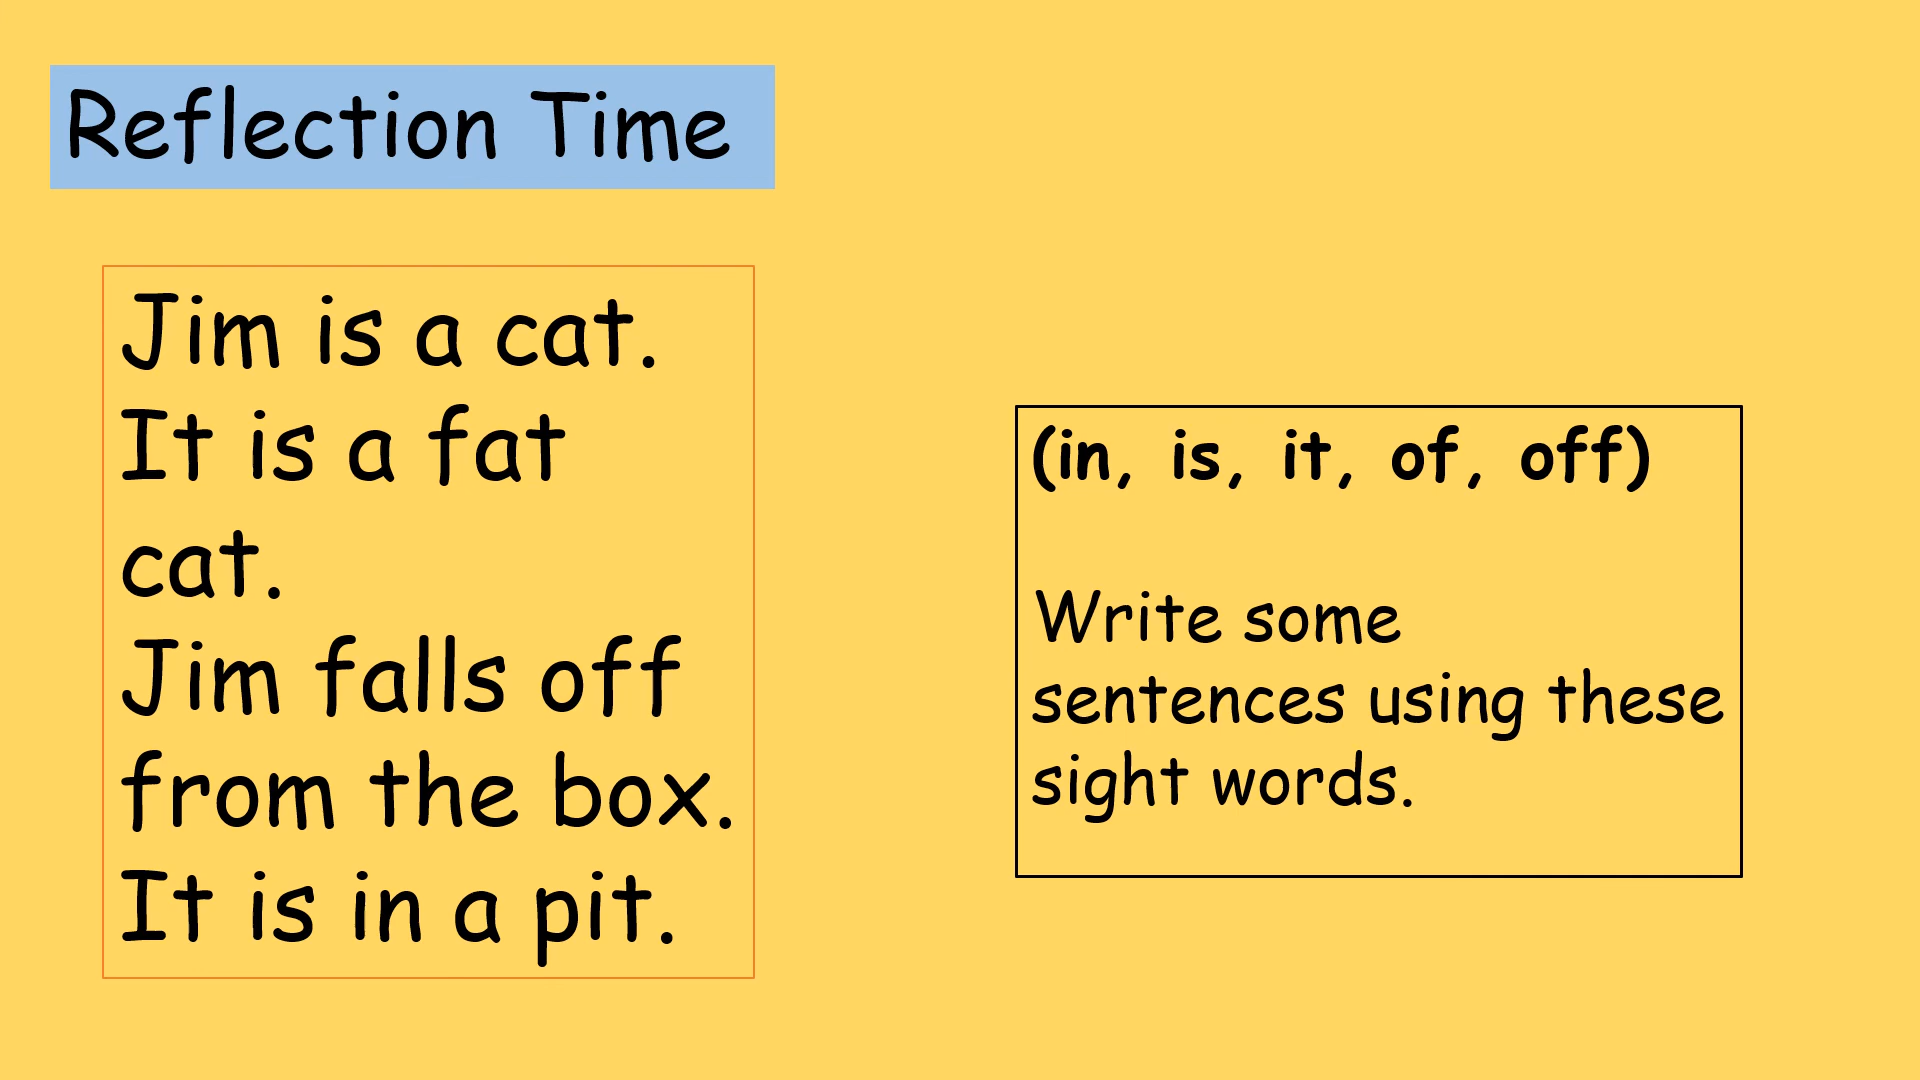 Reflection Time
Jim is a cat.
It is a fat
cat.
Jim falls off
from the box.
It is in a pit.
(in, is, it, of, off)
Write some
sentences using these
sight words.